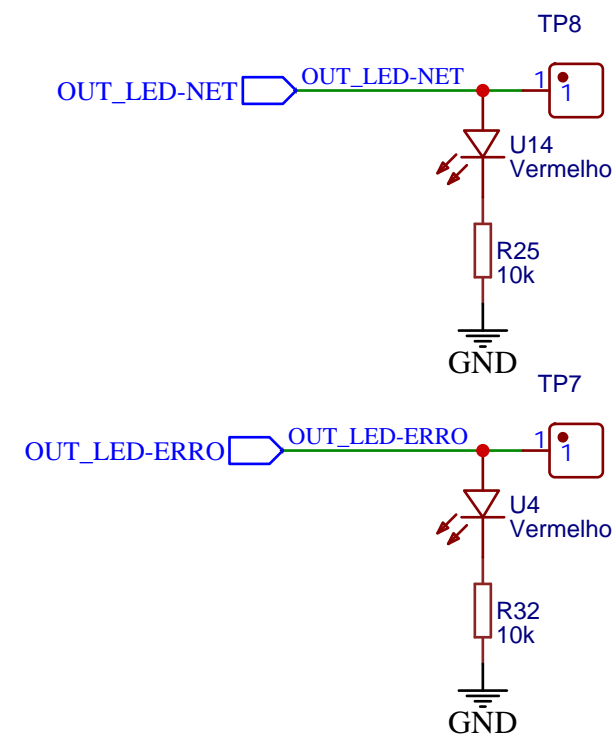 TP8
OUT_LED-NET OUT_LED-NET 1 1
U14
Vermelho
R25
10k
GND
TP7
OUT_LED-ERRO OUT_LED-ERRO 1 1
U4
Vermelho
R32
10k
GND